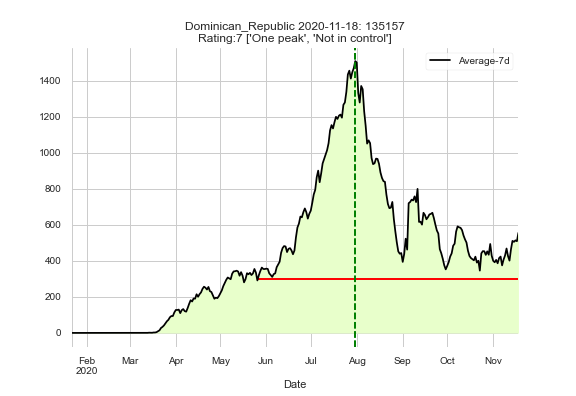 Dominican_Republic 2020-11-18: 135157
Rating:7 ['One peak', 'Not in control']
Average-7d
1400
1200
1000
800
600
400
200
0
Feb Mar Apr May Jun Jul Aug Sep Oct Nov
2020
Date